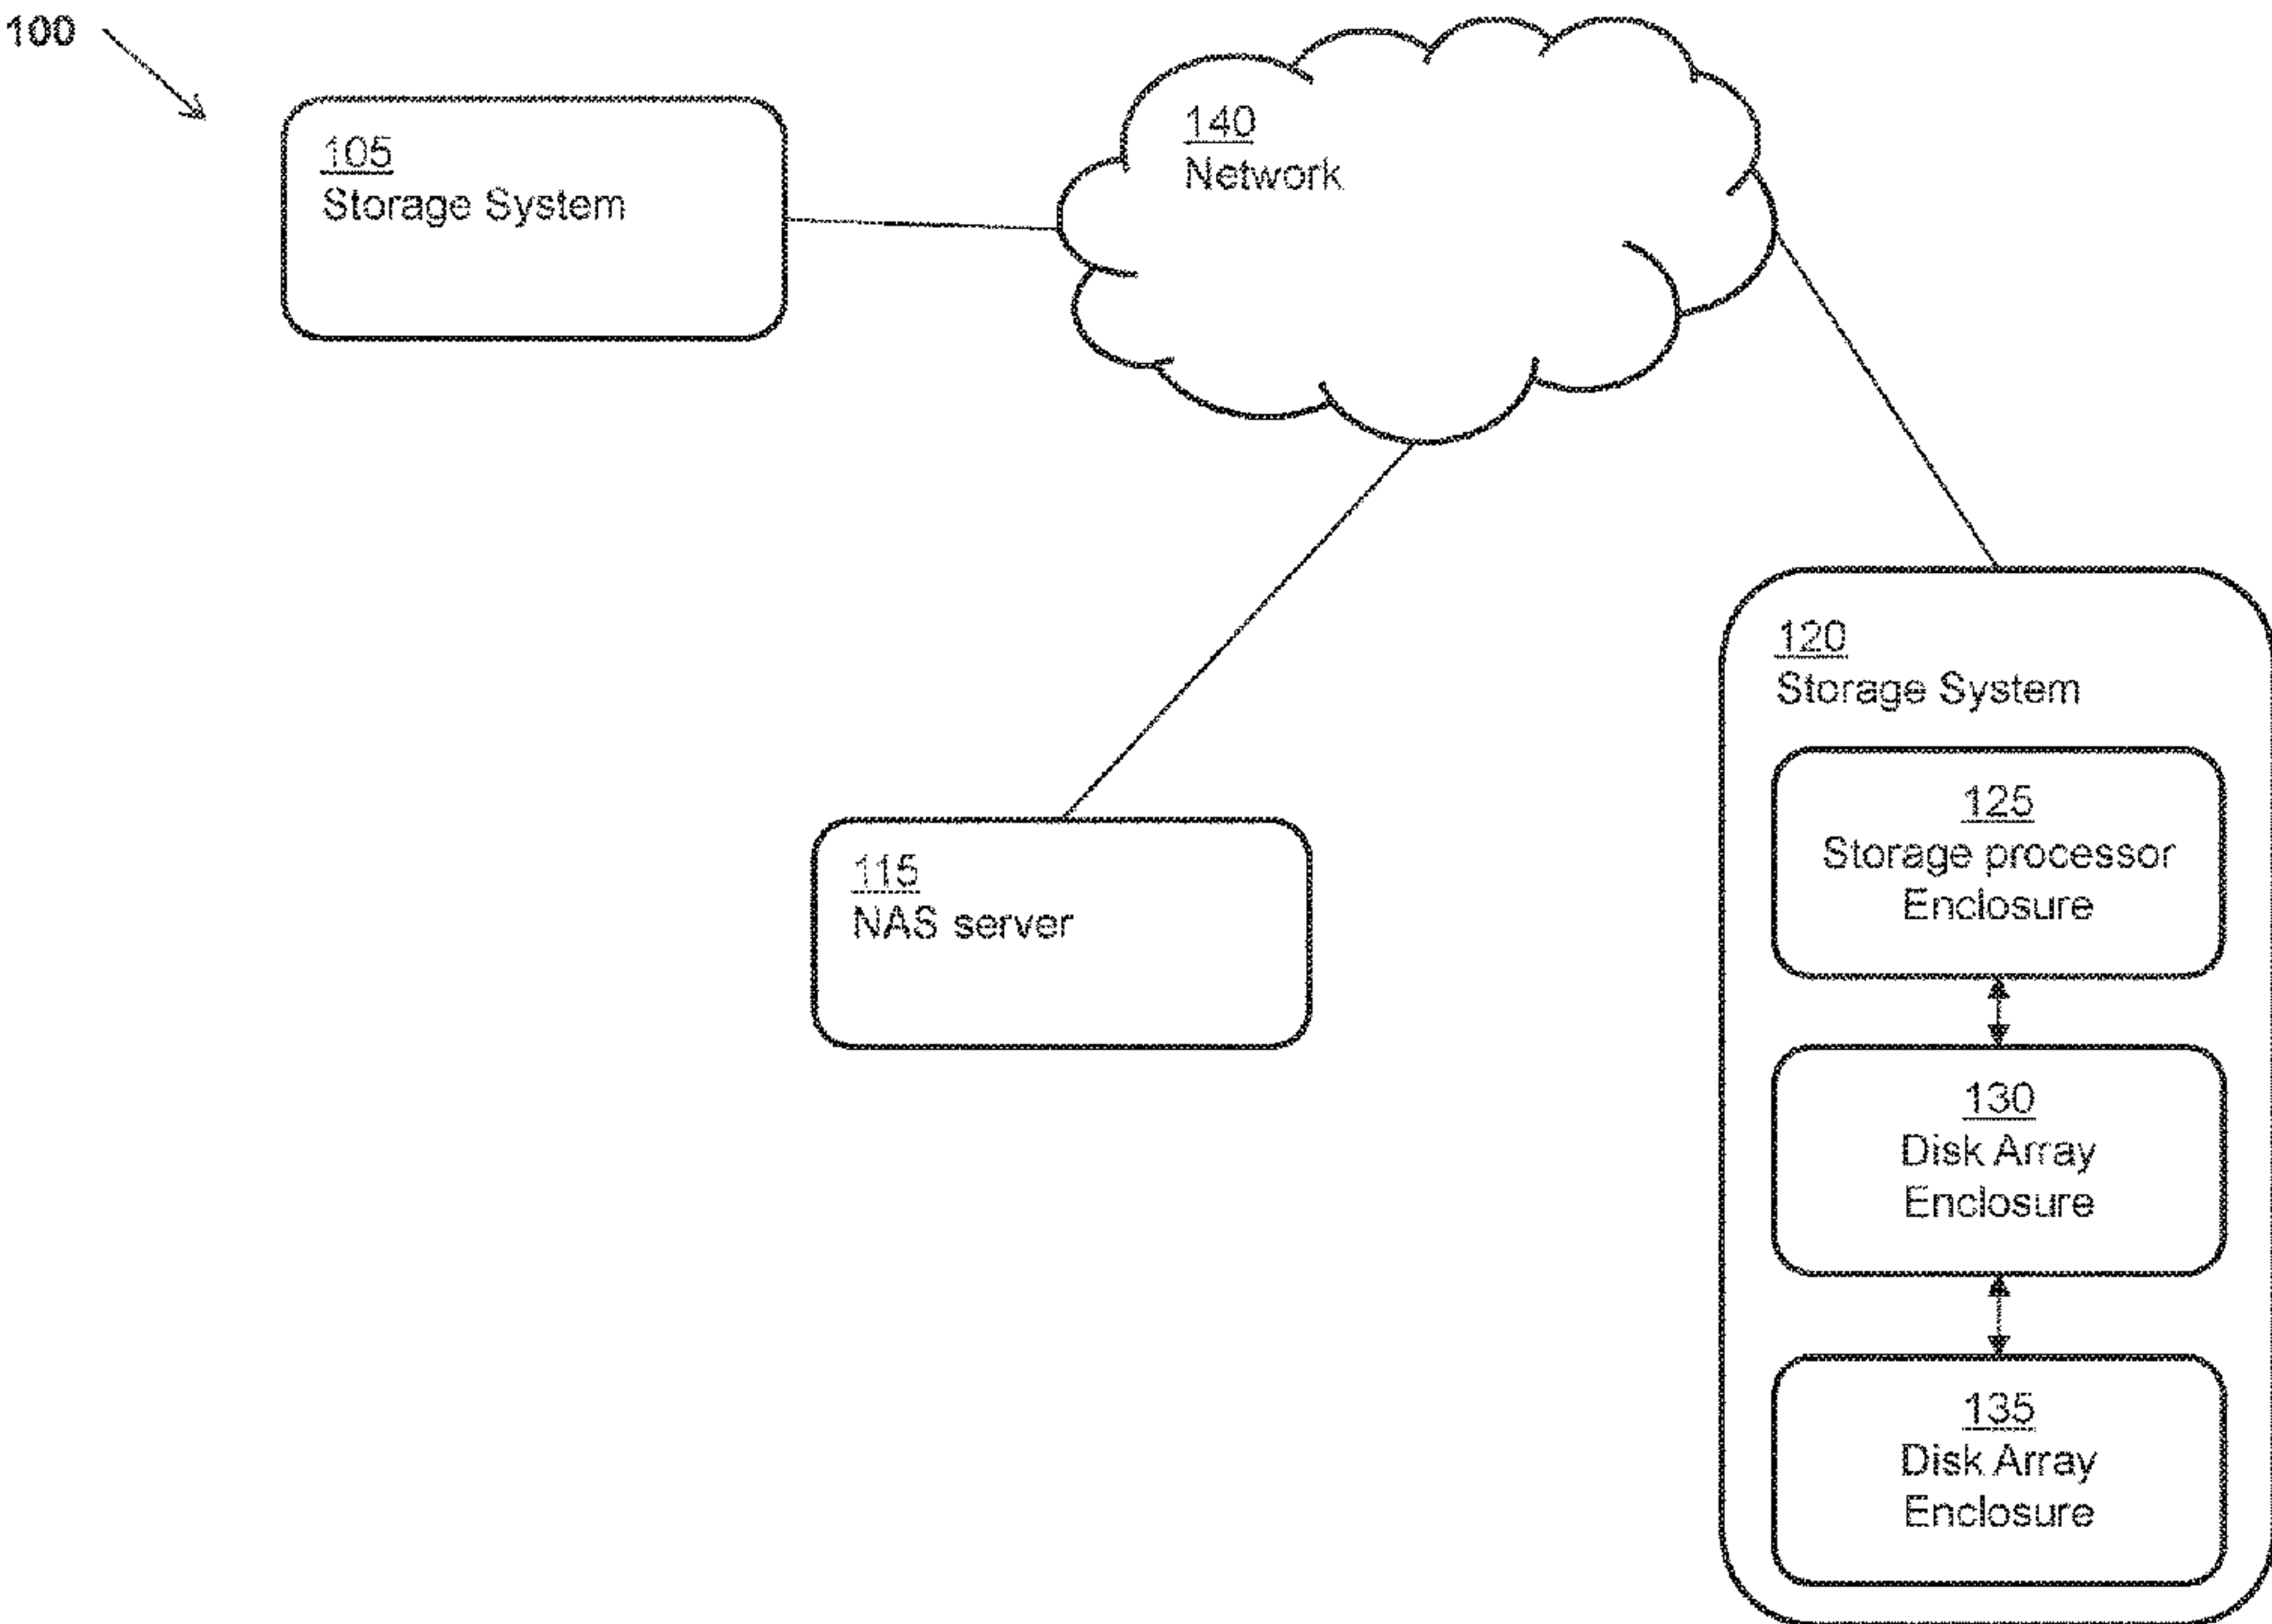 100
105
Storage System
140
Network
115
NAS server
120
Storage System
125
Storage processor
Enclosure
130
Disk Array
Enclosure
135
Disk Array
Enclosure